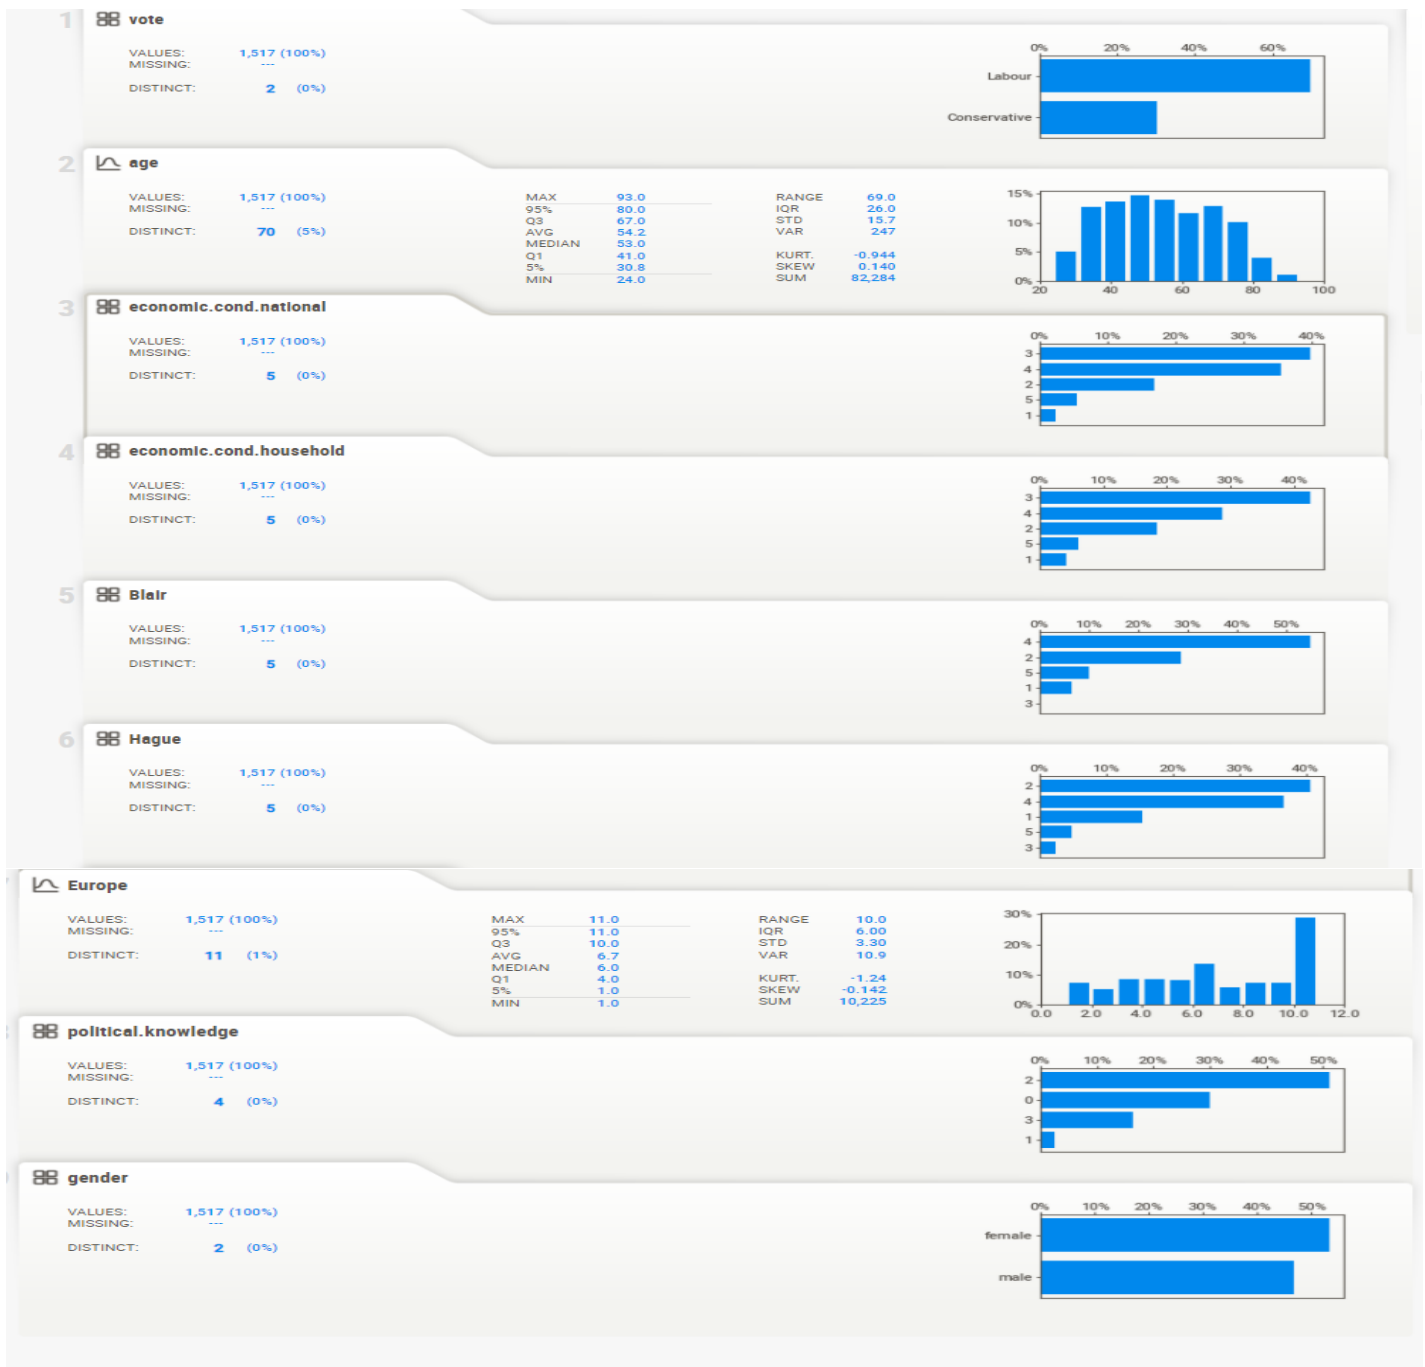 1 vote
VALUES: 1,517 (100%)
MISSING: ---
DISTINCT: 2 (0%)
0% 20% 40% 60%
Labour
Conservative
2 age
VALUES: 1,517 (100%)
MISSING: ---
DISTINCT: 70 (5%)
MAX 93.0
95% 80.0
Q3 67.0
AVG 54.2
MEDIAN 53.0
Q1 41.0
5% 30.8
MIN 24.0
RANGE 69.0
IQR 26.0
STD 15.7
VAR 247
KURT. -0.944
SKEW 0.140
SUM 82,284
15%
10%
5%
0%
20 40 60 80 100
3 economic.cond.national
VALUES: 1,517 (100%)
MISSING: ---
DISTINCT: 5 (0%)
0% 10% 20% 30% 40%
3
4
2
5
1
4 economic.cond.household
VALUES: 1,517 (100%)
MISSING: ---
DISTINCT: 5 (0%)
0% 10% 20% 30% 40%
3
4
2
5
1
5 Blair
VALUES: 1,517 (100%)
MISSING: ---
DISTINCT: 5 (0%)
0% 10% 20% 30% 40% 50%
4
2
5
1
3
6 Hague
VALUES: 1,517 (100%)
MISSING: ---
DISTINCT: 5 (0%)
0% 10% 20% 30% 40%
2
4
1
5
3
Europe
VALUES: 1,517 (100%)
MISSING: ---
DISTINCT: 11 (1%)
MAX 11.0
95% 11.0
Q3 10.0
AVG 6.7
MEDIAN 6.0
Q1 4.0
5% 1.0
MIN 1.0
RANGE 10.0
IQR 6.00
STD 3.30
VAR 10.9
KURT. -1.24
SKEW -0.142
SUM 10,225
30%
20%
10%
0%
0.0 2.0 4.0 6.0 8.0 10.0 12.0
political.knowledge
VALUES: 1,517 (100%)
MISSING: ---
DISTINCT: 4 (0%)
0% 10% 20% 30% 40% 50%
2
0
3
1
gender
VALUES: 1,517 (100%)
MISSING: ---
DISTINCT: 2 (0%)
0% 10% 20% 30% 40% 50%
female
male